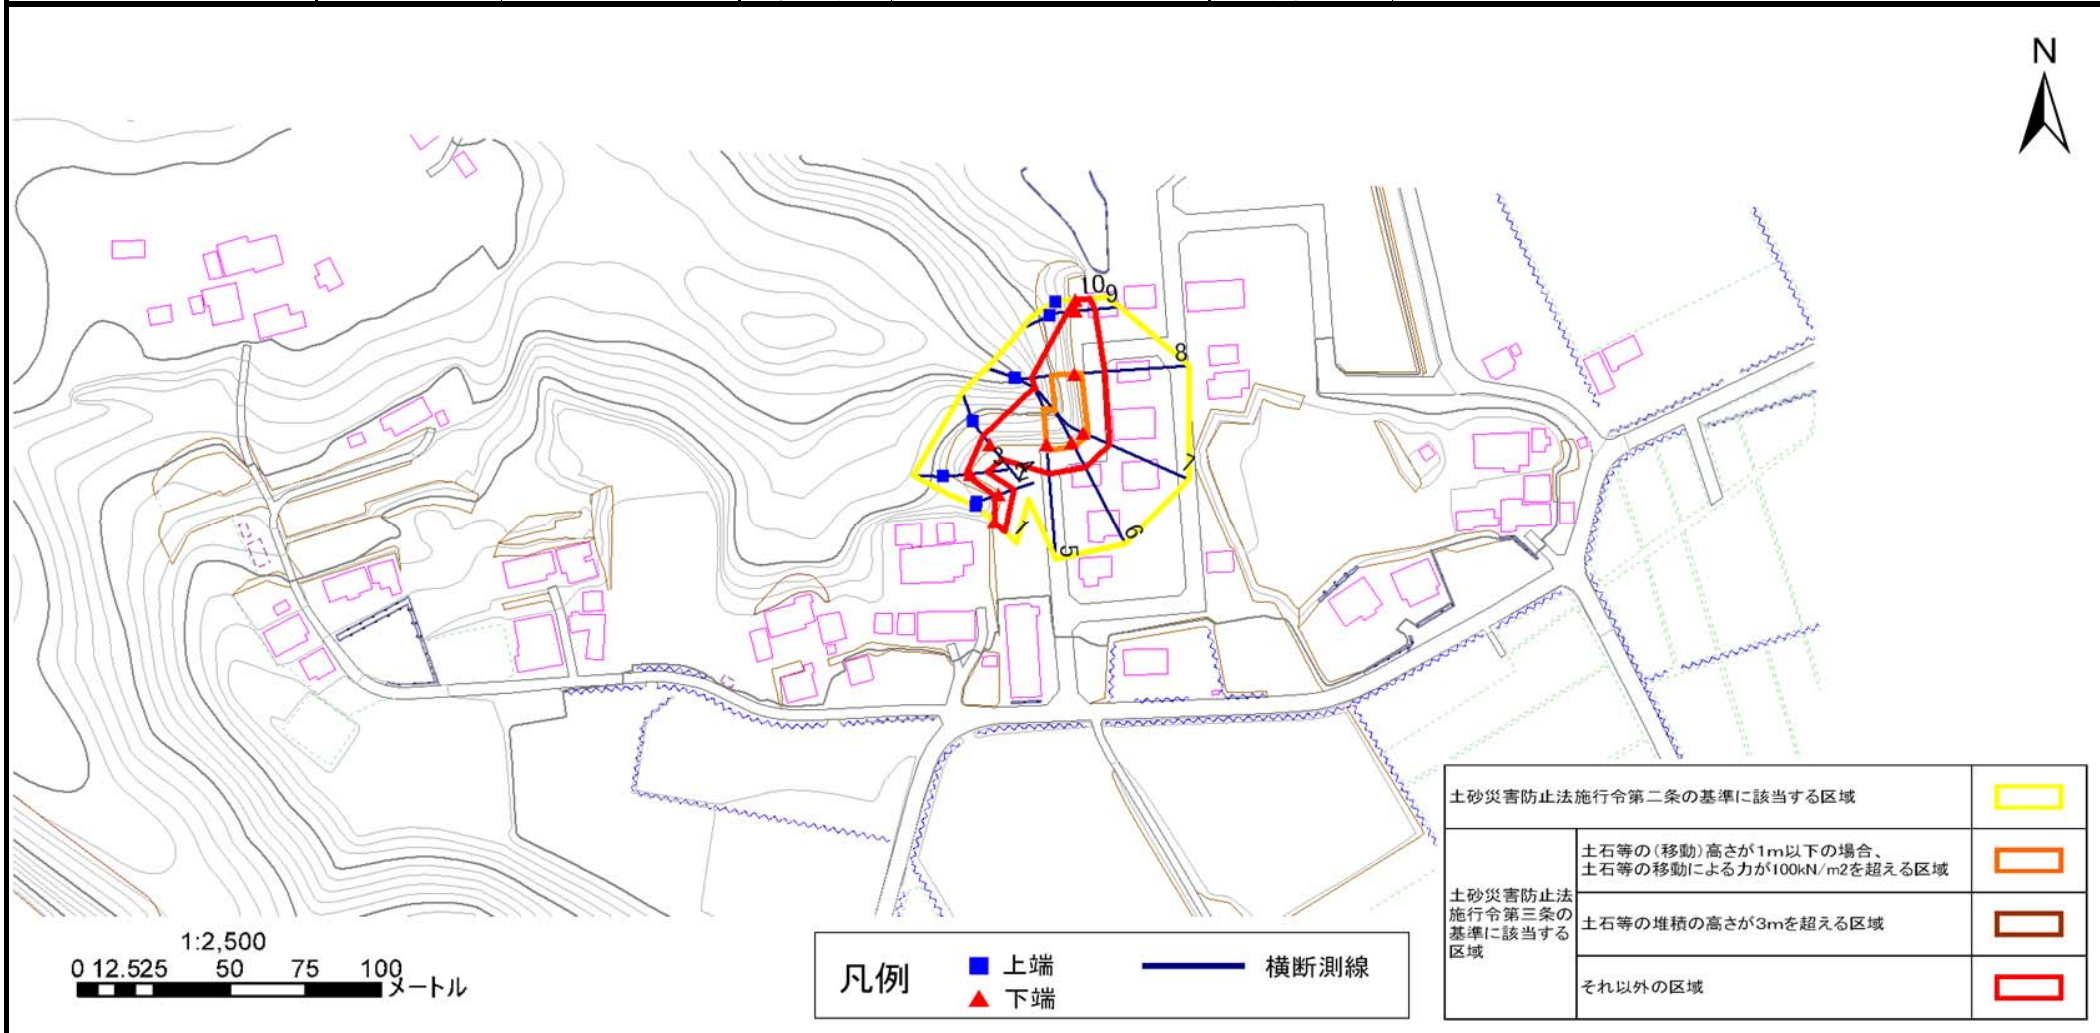 N
10
9
8
3
4
2
7
1
6
5
土砂災害防止法施行令第二条の基準に該当する区域
土石等の(移動)高さが1m以下の場合、
土石等の移動による力が100kN/m2を超える区域
土砂災害防止法
施行令第三条の
基準に該当する
区域
土石等の堆積の高さが3mを超える区域
それ以外の区域
1:2,500
0 12.525 50 75 100
メートル
凡例
上端
下端
横断測線